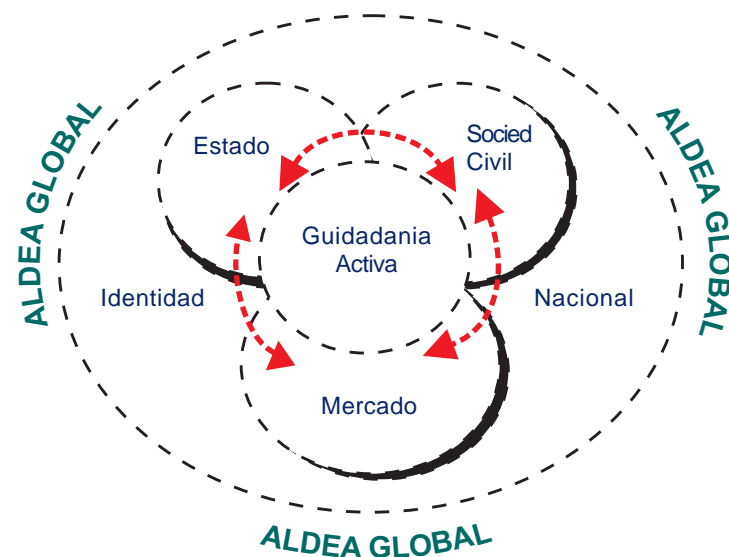 ALDEA GLOBAL
ALDEA GLOBAL
Estado
Socied
Civil
Guidadania
Activa
Identidad
Nacional
Mercado
ALDEA GLOBAL